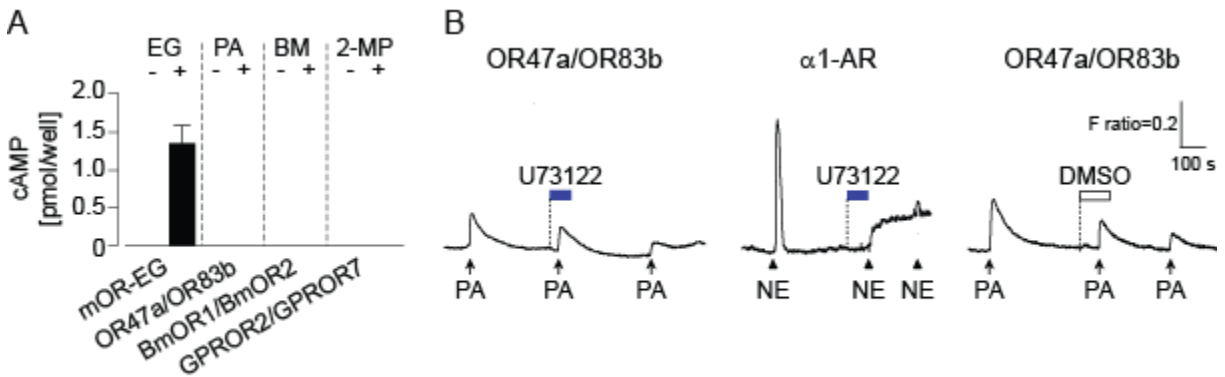 A
EG PA BM 2-MP
- + - + - + - +
2.0
1.5
1.0
0.5
0
cAMP
[pmol/well]
mOR-EG
OR47a/OR83b
BmOR1/BmOR2
GPROR2/GPROR7
B
OR47a/OR83b α1-AR OR47a/OR83b
F ratio=0.2
100 s
U73122 U73122 DMSO
PA PA PA NE NE NE PA PA PA